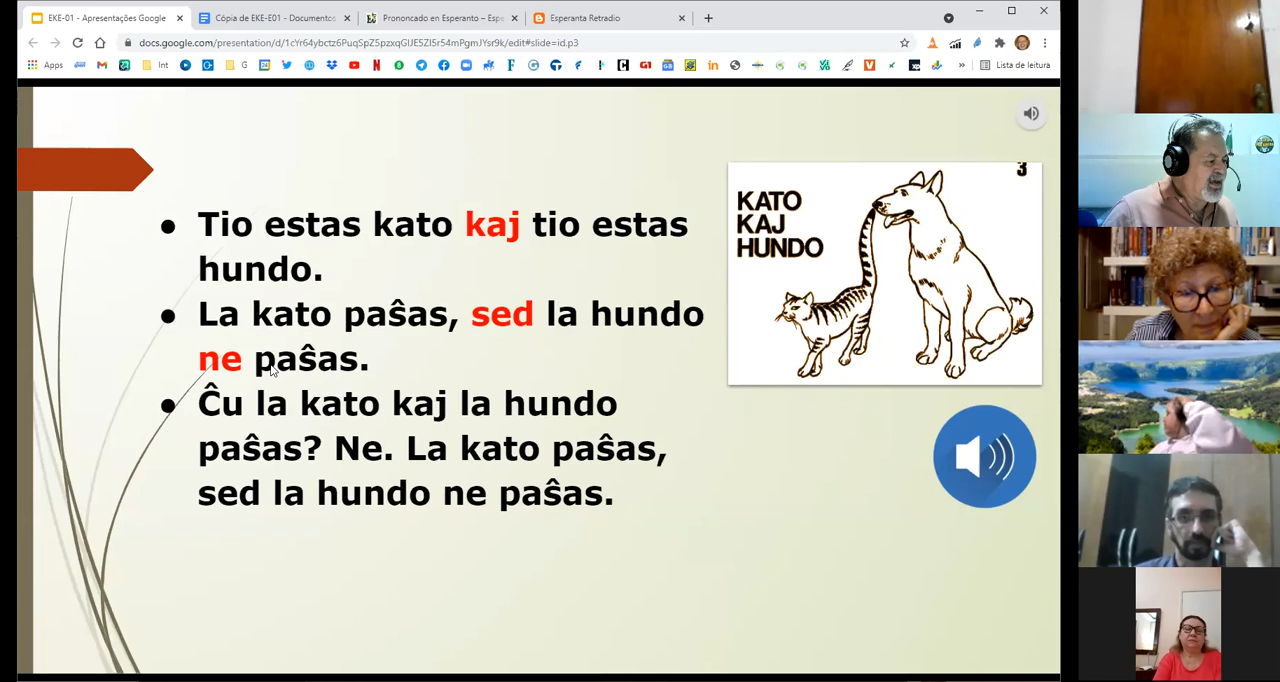 EKE-01 - Apresentações Google
Cópia de EKE-E01 - Documento
Prononcado en Esperanto – Espe
Esperanta Retradio
docs.google.com/presentation/d/1cYr64ybctz6PuqSpZ5pzxqGlJE5Zl5r54mPgmJYsr9k/edit#slide=id.p3
Apps
Int
G
Lista de leitura
● Tio estas kato kaj tio estas
hundo.
● La kato paŝas, sed la hundo
ne paŝas.
● Ĉu la kato kaj la hundo
paŝas? Ne. La kato paŝas,
sed la hundo ne paŝas.
3
KATO
KAJ
HUNDO